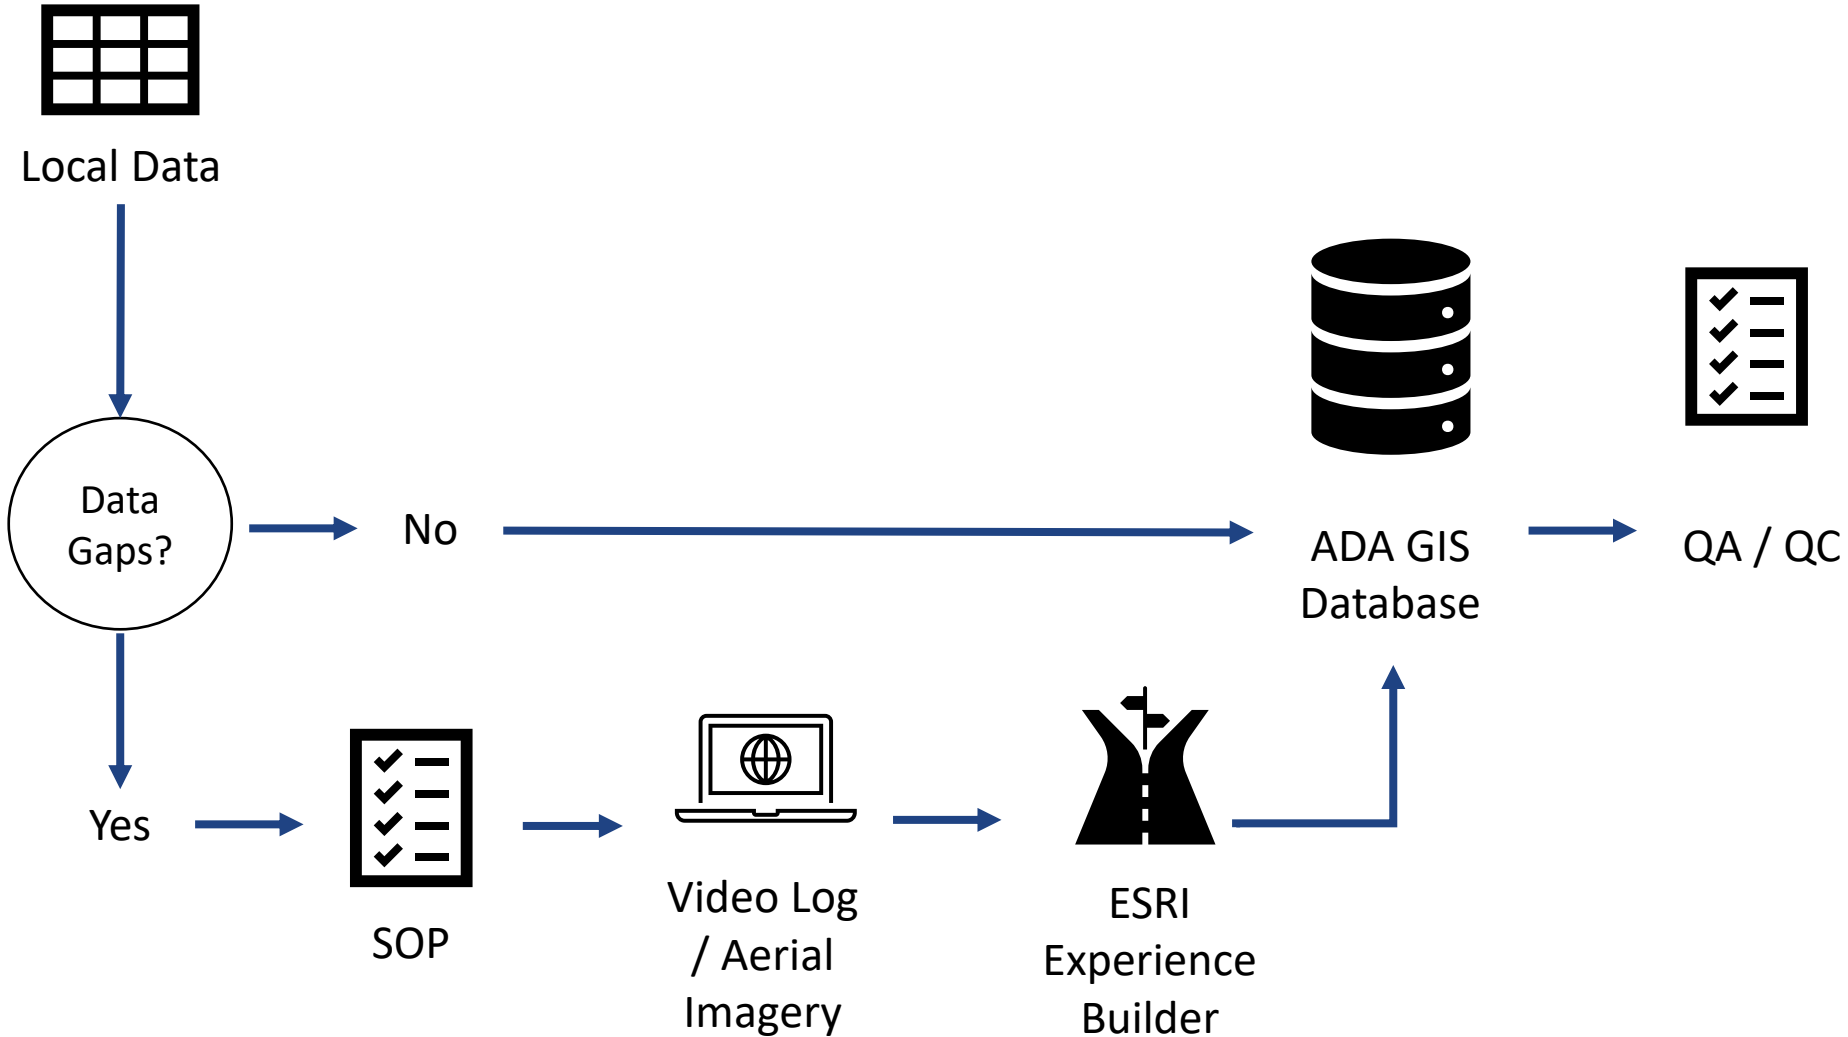 Local Data
Data
Gaps?
No
ADA GIS
Database
QA / QC
Yes
SOP
Video Log
/ Aerial
Imagery
ESRI
Experience
Builder